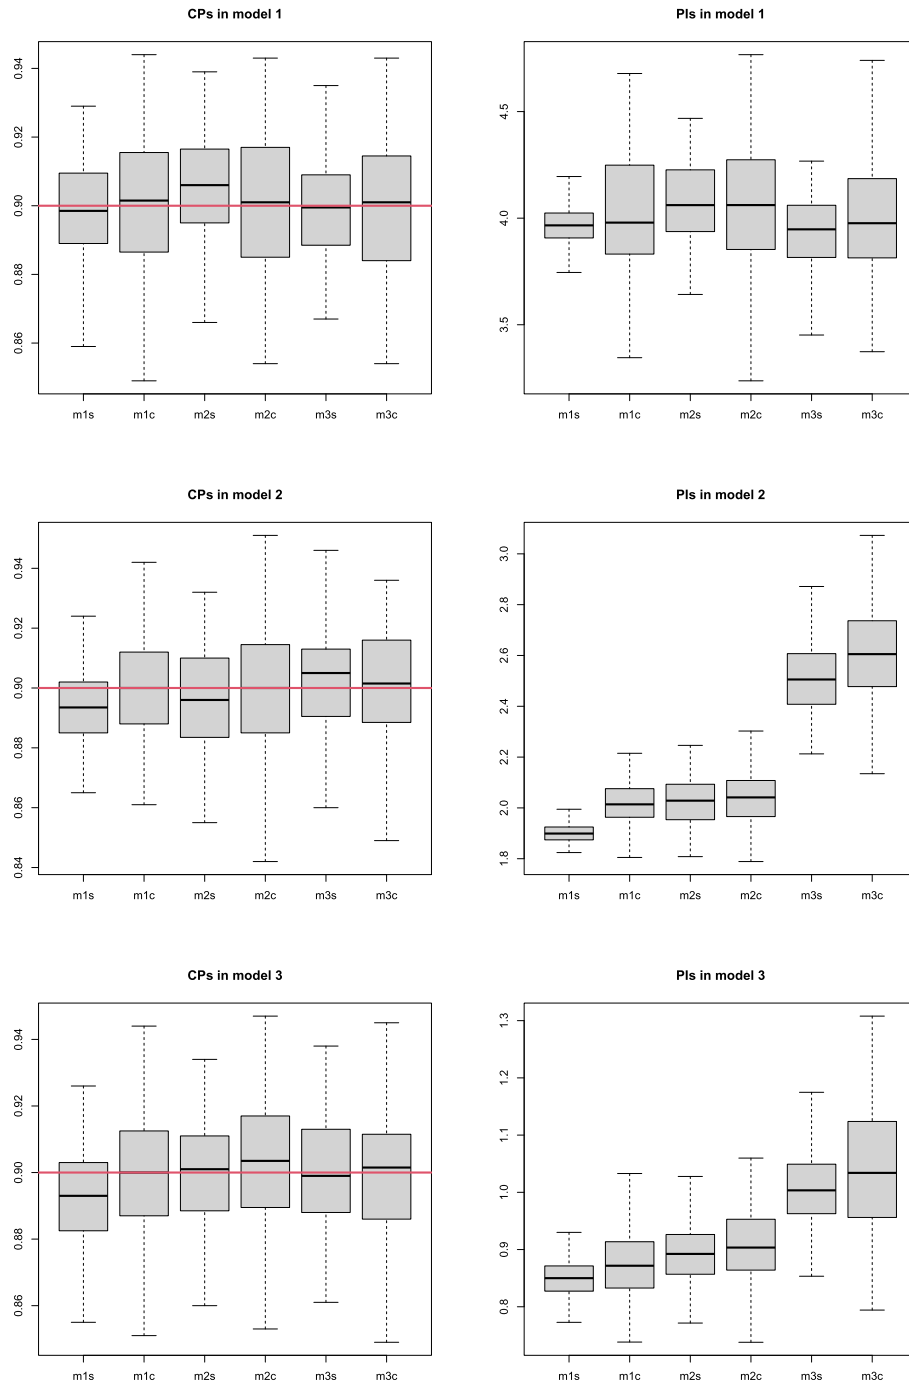 CPs in model 1
0.94
0.92
0.90
0.88
0.86
m1s m1c m2s m2c m3s m3c
PIs in model 1
4.5
4.0
3.5
m1s m1c m2s m2c m3s m3c
CPs in model 2
0.94
0.92
0.90
0.88
0.86
0.84
m1s m1c m2s m2c m3s m3c
PIs in model 2
3.0
2.8
2.6
2.4
2.2
2.0
1.8
m1s m1c m2s m2c m3s m3c
CPs in model 3
0.94
0.92
0.90
0.88
0.86
m1s m1c m2s m2c m3s m3c
PIs in model 3
1.3
1.2
1.1
1.0
0.9
0.8
m1s m1c m2s m2c m3s m3c